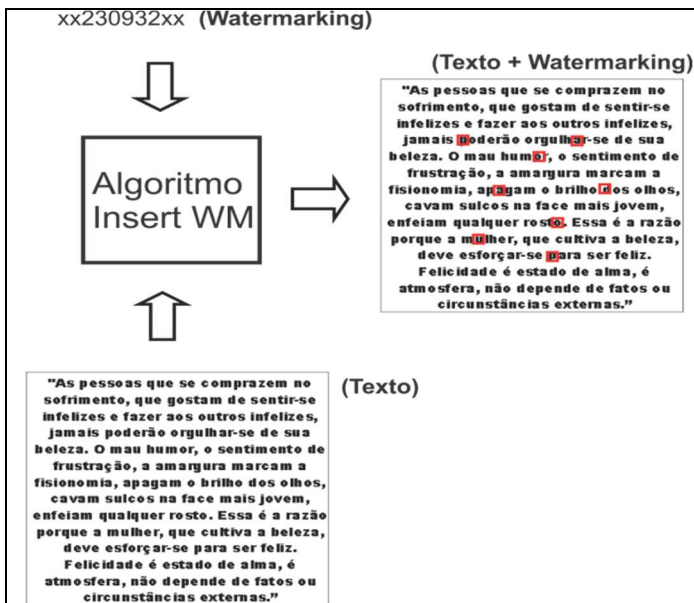 xx230932xx (Watermarking)
(Texto + Watermarking)
"As pessoas que se comprazem no
sofrimento, que gostam de sentir-se
infelizes e fazer aos outros infelizes,
jamais poderão orgulhar-se de sua
beleza. O mau humor, o sentimento de
frustração, a amargura marcam a
fisionomia, apagam o brilho dos olhos,
cavam sulcos na face mais jovem,
enfeiam qualquer rosto. Essa é a razão
porque a mulher, que cultiva a beleza,
deve esforçar-se para ser feliz.
Felicidade é estado de alma, é
atmosfera, não depende de fatos ou
circunstâncias externas."
Algoritmo
Insert WM
(Texto)
"As pessoas que se comprazem no
sofrimento, que gostam de sentir-se
infelizes e fazer aos outros infelizes,
jamais poderão orgulhar-se de sua
beleza. O mau humor, o sentimento de
frustração, a amargura marcam a
fisionomia, apagam o brilho dos olhos,
cavam sulcos na face mais jovem,
enfeiam qualquer rosto. Essa é a razão
porque a mulher, que cultiva a beleza,
deve esforçar-se para ser feliz.
Felicidade é estado de alma, é
atmosfera, não depende de fatos ou
circunstâncias externas."